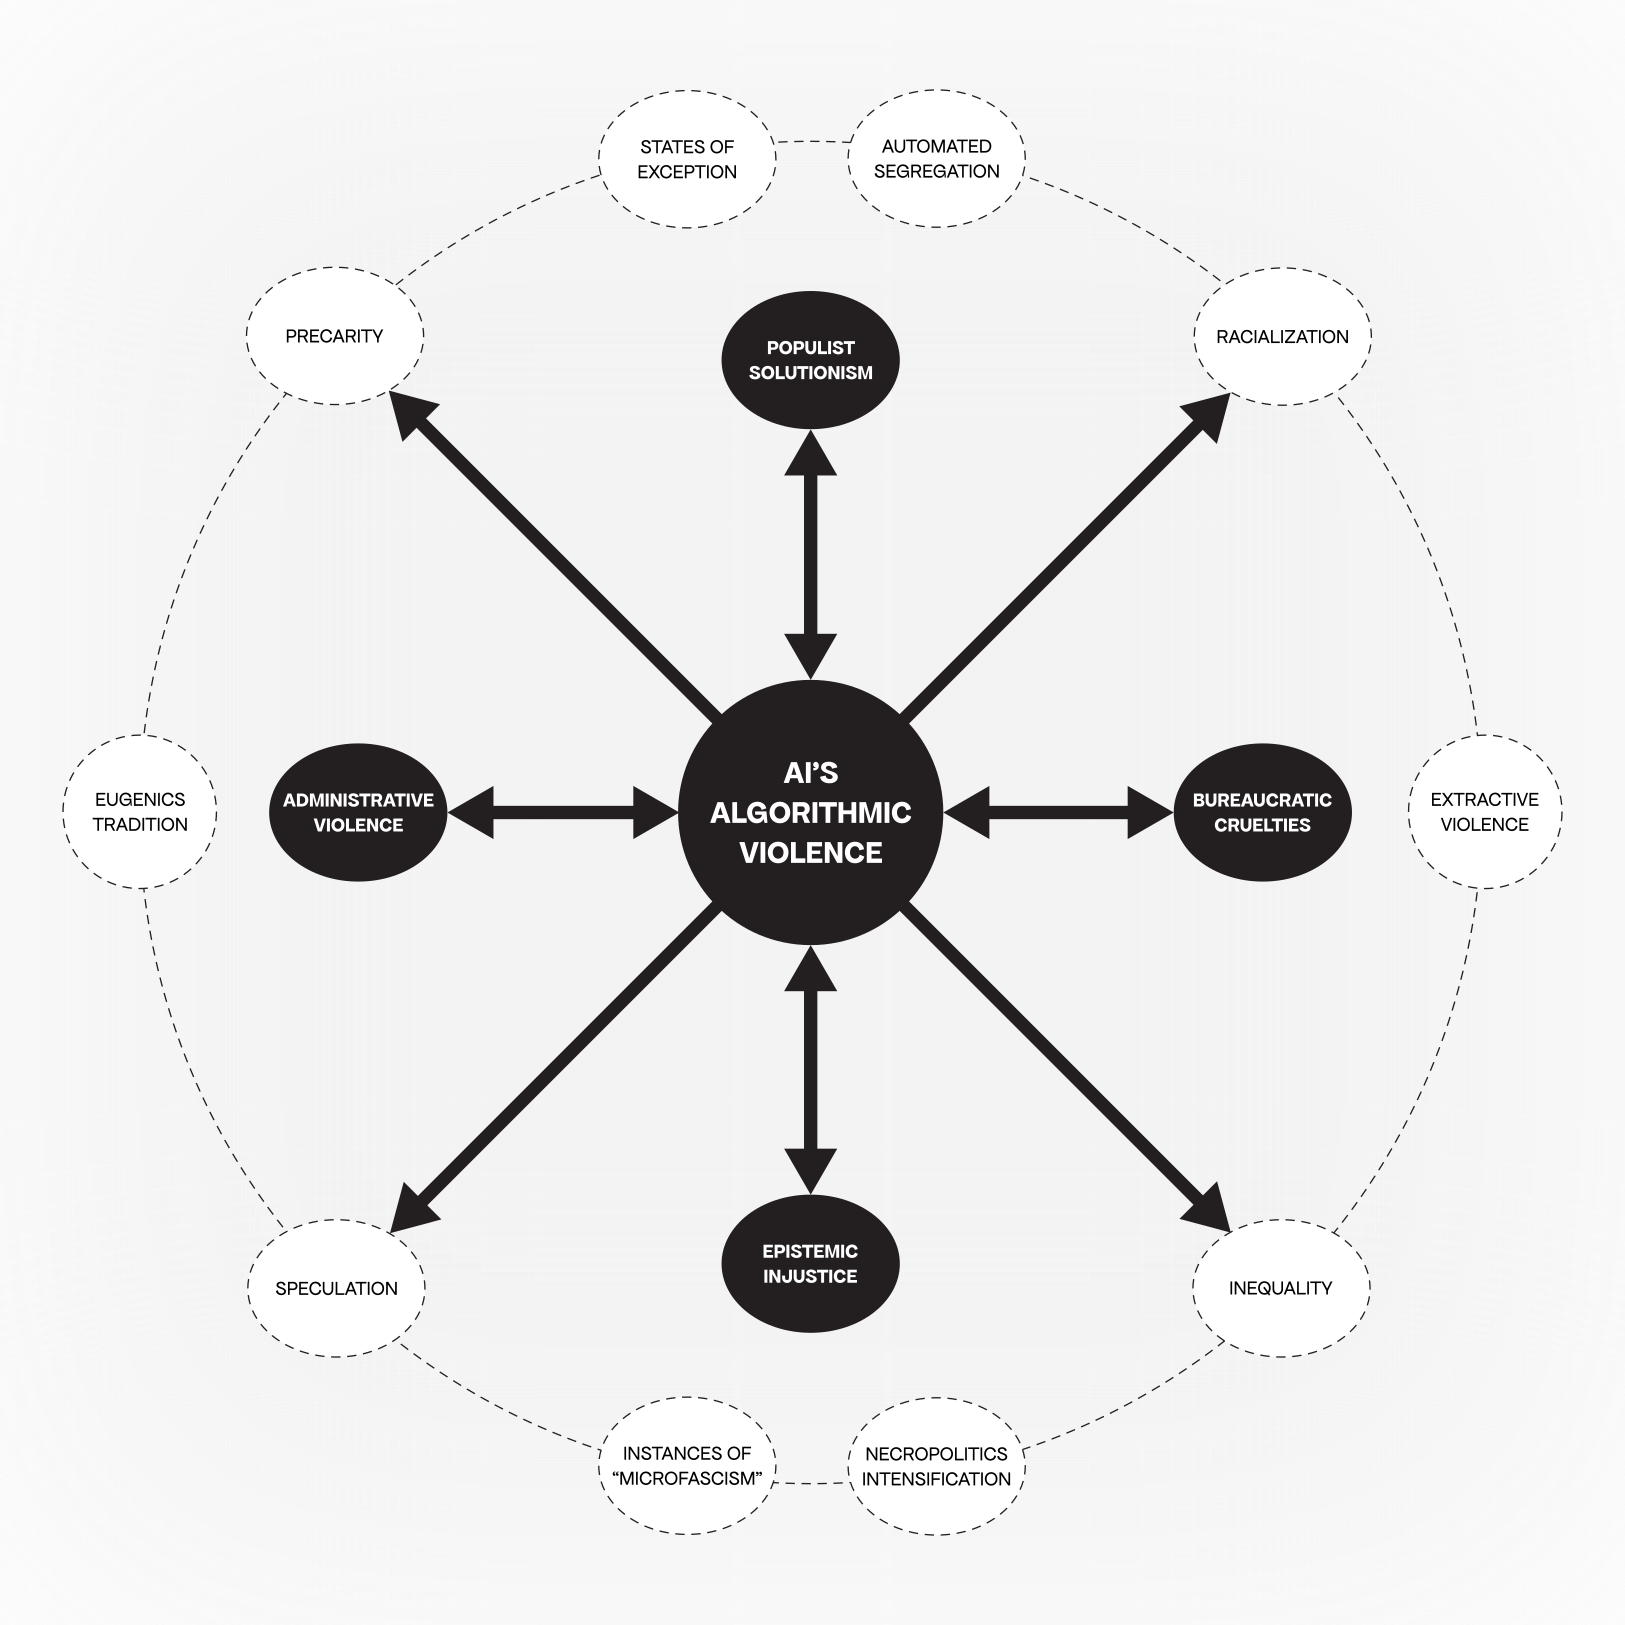 STATES OF
EXCEPTION
AUTOMATED
SEGREGATION
PRECARITY
RACIALIZATION
POPULIST
SOLUTIONISM
EUGENICS
TRADITION
ADMINISTRATIVE
VIOLENCE
AI’S
ALGORITHMIC
VIOLENCE
BUREAUCRATIC
CRUELTIES
EXTRACTIVE
VIOLENCE
EPISTEMIC
INJUSTICE
SPECULATION
INEQUALITY
INSTANCES OF
“MICROFASCISM”
NECROPOLITICS
INTENSIFICATION